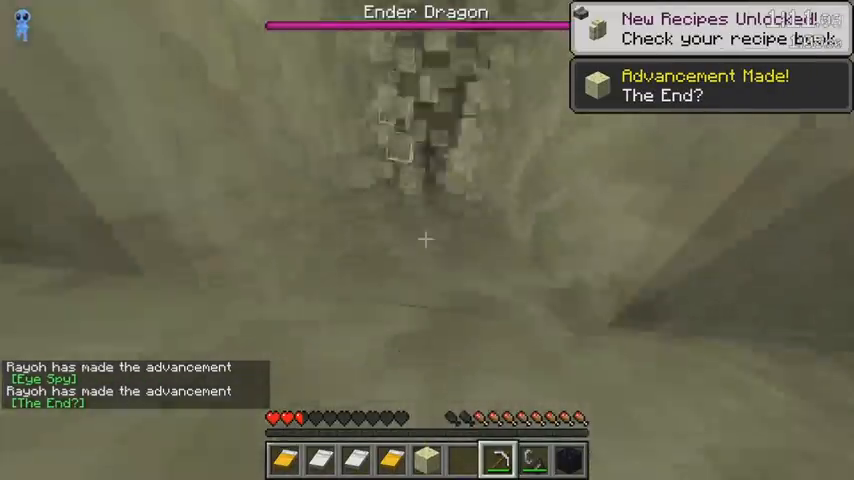 Ender Dragon
New Recipes Unlocked!
Check your recipe book
Advancement Made!
The End?
Rayoh has made the advancement
[Eye Spy]
Rayoh has made the advancement
[The End?]